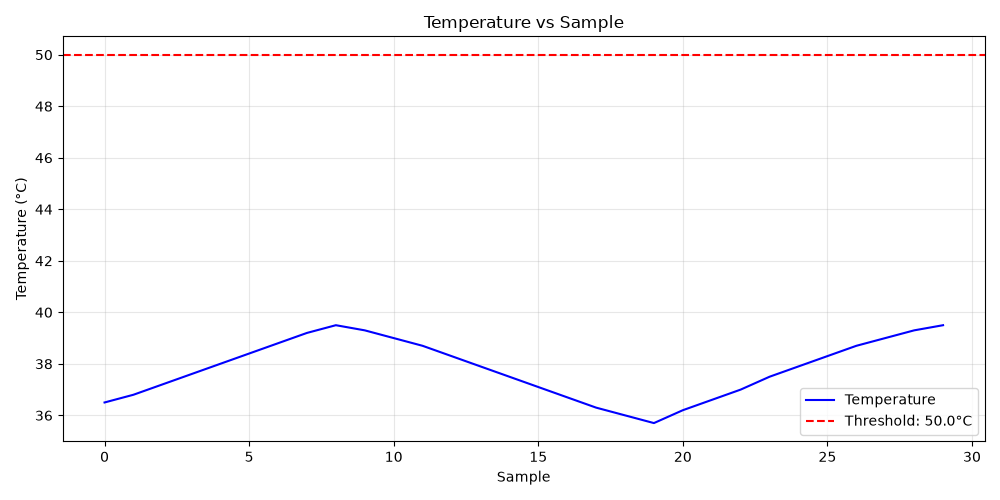 Temperature vs Sample
Temperature (°C)
50
48
46
44
42
40
38
36
0 5 10 15 20 25 30
Sample
Temperature
Threshold: 50.0°C